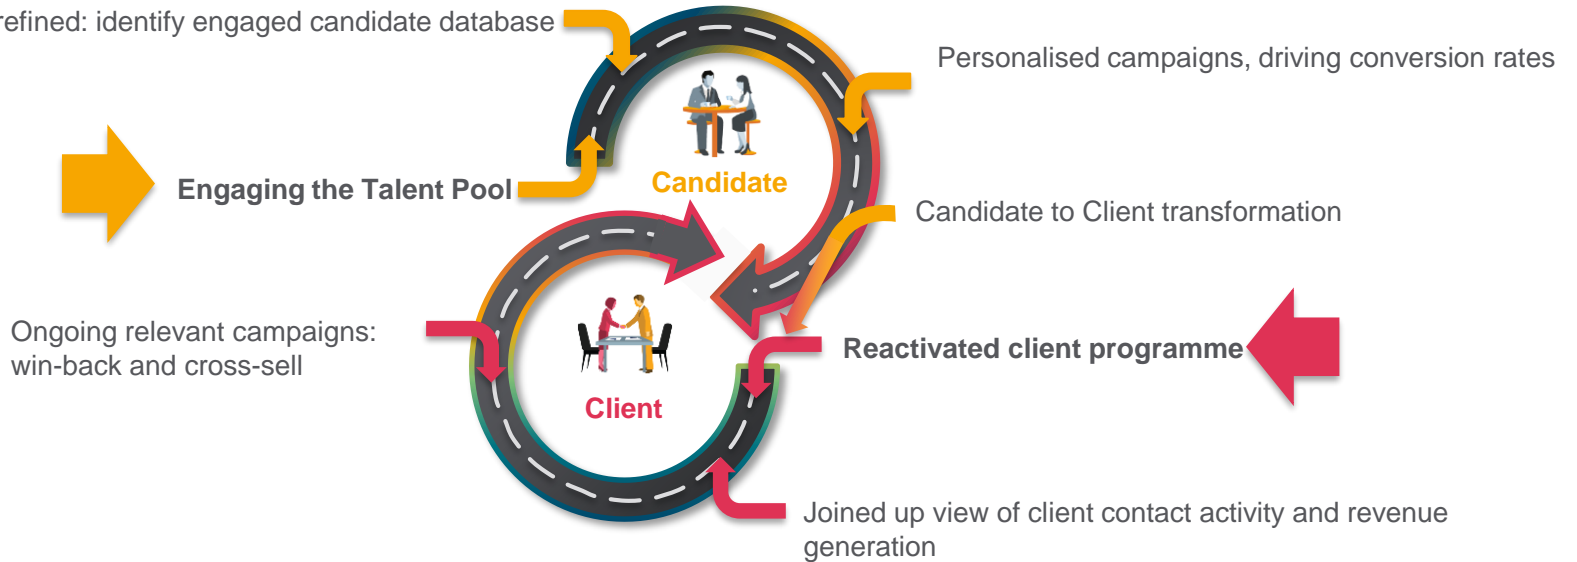 refined: identify engaged candidate database
Personalised campaigns, driving conversion rates
Engaging the Talent Pool
Candidate
Candidate to Client transformation
Ongoing relevant campaigns:
win-back and cross-sell
Reactivated client programme
Client
Joined up view of client contact activity and revenue
generation